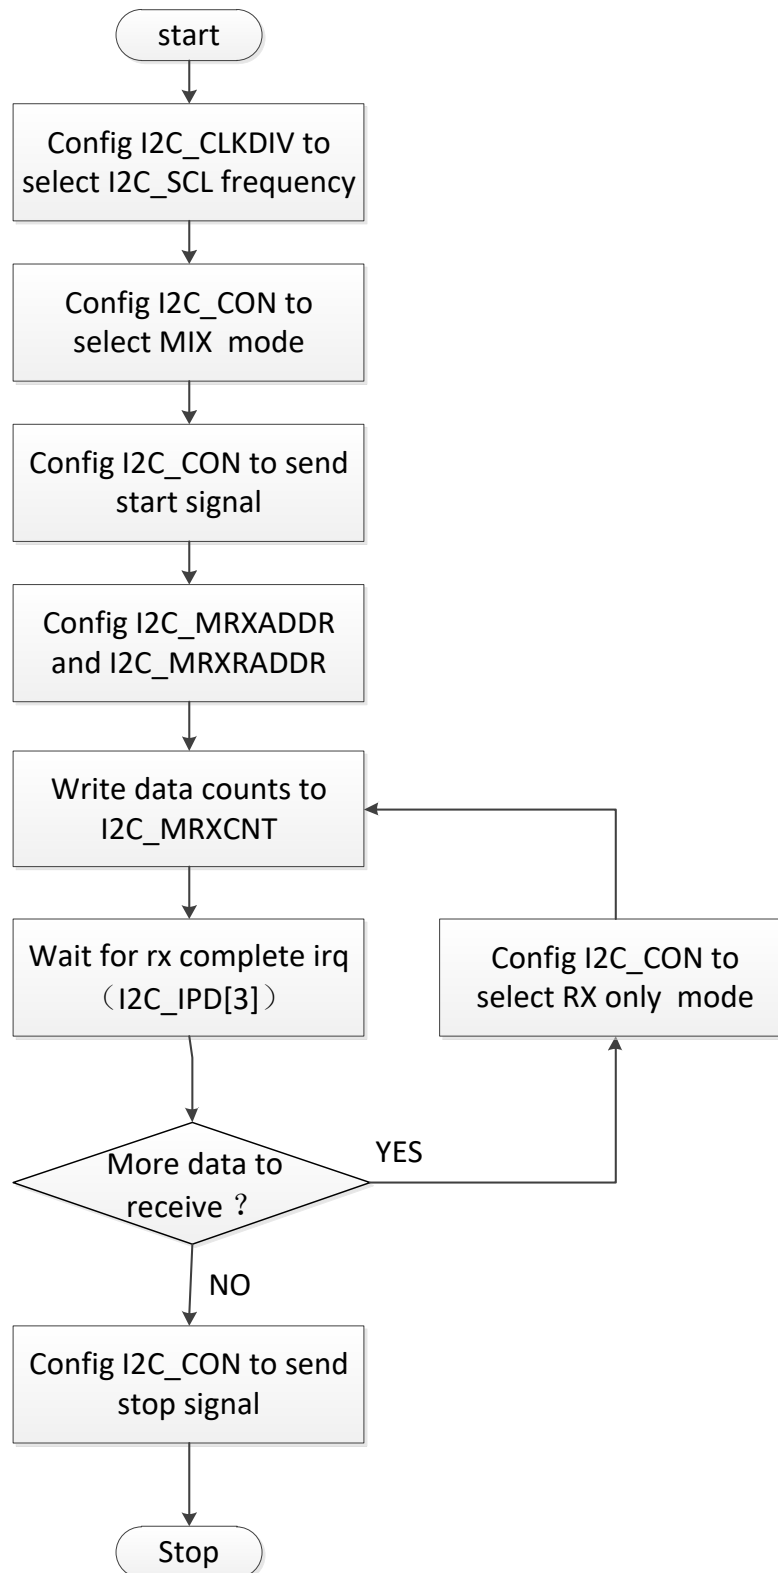 start
Config I2C_CLKDIV to
select I2C_SCL frequency
Config I2C_CON to
select MIX  mode
Config I2C_CON to send
start signal
Config I2C_MRXADDR
and I2C_MRXRADDR
Write data counts to
I2C_MRXCNT
Wait for rx complete irq
（I2C_IPD[3]）
Config I2C_CON to
select RX only  mode
More data to
receive ？
YES
NO
Config I2C_CON to send
stop signal
Stop